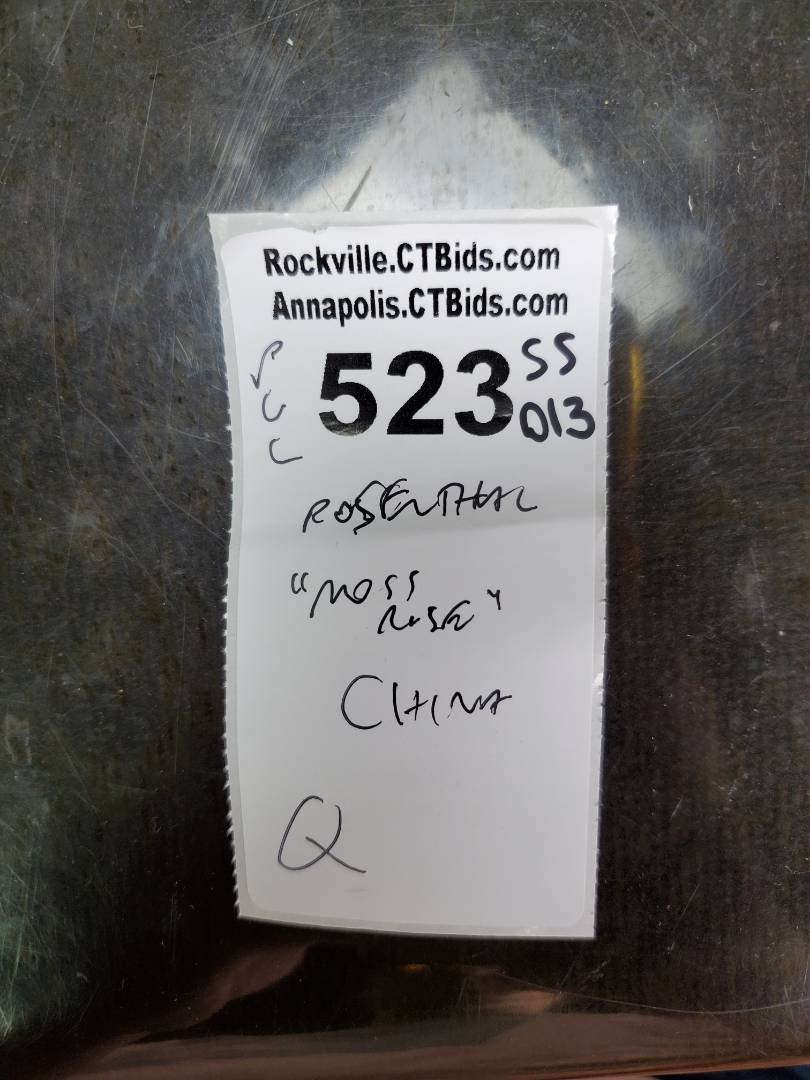 Rockville.CTBids.com
Annapolis.CTBids.com
523 SS
013
ROSENTHAL
"MOSS
ROSE"
CHINA
Q